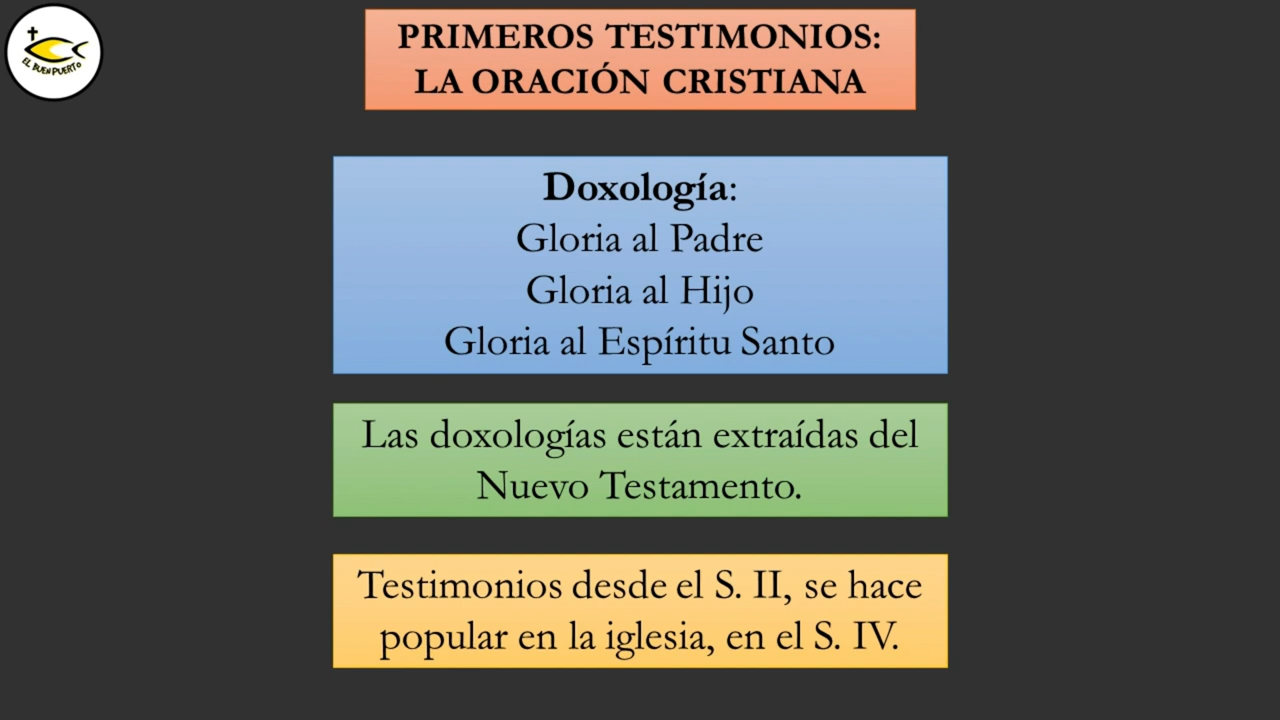 EL BUEN PUERTO
PRIMEROS TESTIMONIOS:
LA ORACIÓN CRISTIANA
Doxología:
Gloria al Padre
Gloria al Hijo
Gloria al Espíritu Santo
Las doxologías están extraídas del
Nuevo Testamento.
Testimonios desde el S. II, se hace
popular en la iglesia, en el S. IV.